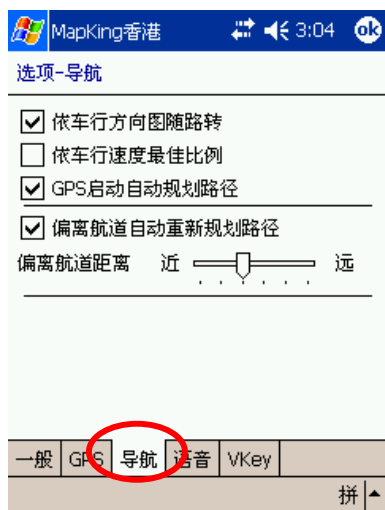 MapKing香港 3:04 ok
选项-导航
依车行方向图随路转
依车行速度最佳比例
GPS启动自动规划路径
偏离航道自动重新规划路径
偏离航道距离 近 远
一般 GPS 导航 语音 VKey
拼